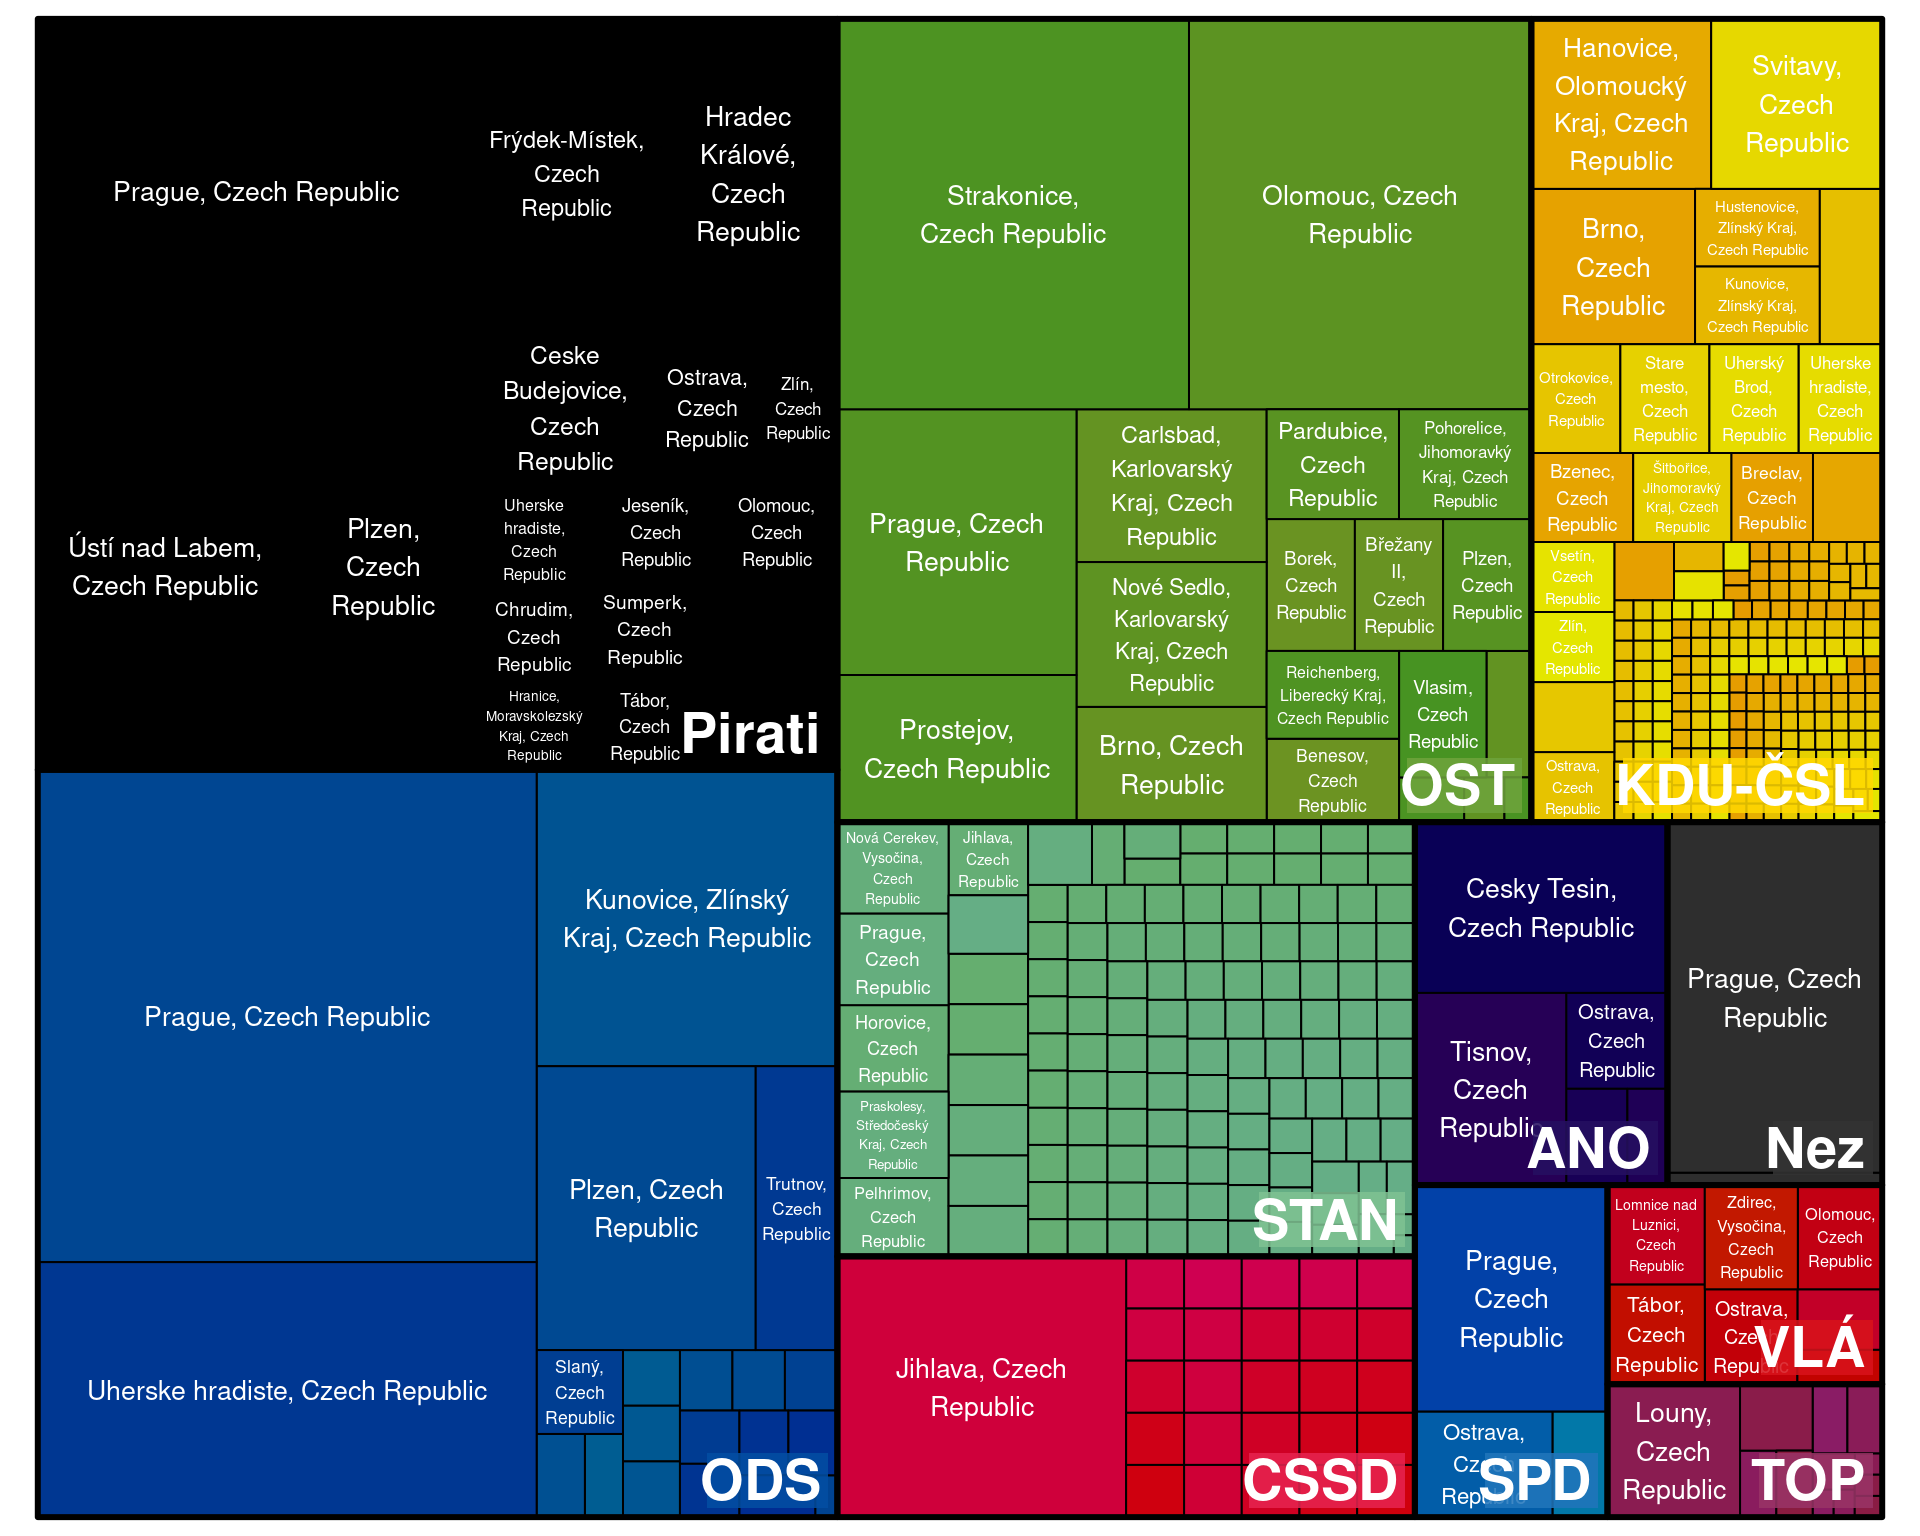 Prague, Czech Republic
Frýdek-Místek,
Czech
Republic
Hradec
Králové,
Czech
Republic
Ceske
Budejovice,
Czech
Republic
Ostrava,
Czech
Republic
Zlín,
Czech
Republic
Ústí nad Labem,
Czech Republic
Plzen,
Czech
Republic
Uherske
hradiste,
Czech
Republic
Jeseník,
Czech
Republic
Olomouc,
Czech
Republic
Chrudim,
Czech
Republic
Sumperk,
Czech
Republic
Hranice,
Moravskolezský
Kraj, Czech
Republic
Tábor,
Czech
Republic
Pirati
Strakonice,
Czech Republic
Olomouc, Czech
Republic
Prague, Czech
Republic
Carlsbad,
Karlovarský
Kraj, Czech
Republic
Pardubice,
Czech
Republic
Pohorelice,
Jihomoravký
Kraj, Czech
Republic
Nové Sedlo,
Karlovarský
Kraj, Czech
Republic
Borek,
Czech
Republic
Břežany
II,
Czech
Republic
Plzen,
Czech
Republic
Prostejov,
Czech Republic
Brno, Czech
Republic
Reichenberg,
Liberecký Kraj,
Czech Republic
Benesov,
Czech
Republic
Vlasim,
Czech
Republic
OST
Hanovice,
Olomoucký
Kraj, Czech
Republic
Svitavy,
Czech
Republic
Brno,
Czech
Republic
Hustenovice,
Zlínský Kraj,
Czech Republic
Kunovice,
Zlínský Kraj,
Czech Republic
Otrokovice,
Czech
Republic
Stare
mesto,
Czech
Republic
Uherský
Brod,
Czech
Republic
Uherske
hradiste,
Czech
Republic
Bzenec,
Czech
Republic
Šitbořice,
Jihomoravký
Kraj, Czech
Republic
Breclav,
Czech
Republic
Vsetín,
Czech
Republic
Zlín,
Czech
Republic
Ostrava,
Czech
Republic
KDU-ČSL
Prague, Czech Republic
Kunovice, Zlínský
Kraj, Czech Republic
Plzen, Czech
Republic
Trutnov,
Czech
Republic
Uherske hradiste, Czech Republic
Slaný,
Czech
Republic
ODS
Nová Cerekev,
Vysočina,
Czech
Republic
Jihlava,
Czech
Republic
Prague,
Czech
Republic
Horovice,
Czech
Republic
Praskolesy,
Středočeský
Kraj, Czech
Republic
Pelhrimov,
Czech
Republic
STAN
Jihlava, Czech
Republic
CSSD
Cesky Tesin,
Czech Republic
Tisnov,
Czech
Republic
Ostrava,
Czech
Republic
ANO
Prague, Czech
Republic
Nez
Prague,
Czech
Republic
Ostrava,
Czech
Republic
SPD
Lomnice nad
Luznici,
Czech
Republic
Zdirec,
Vysočina,
Czech
Republic
Olomouc,
Czech
Republic
Tábor,
Czech
Republic
Ostrava,
Czech
Republic
VLÁ
Louny,
Czech
Republic
TOP